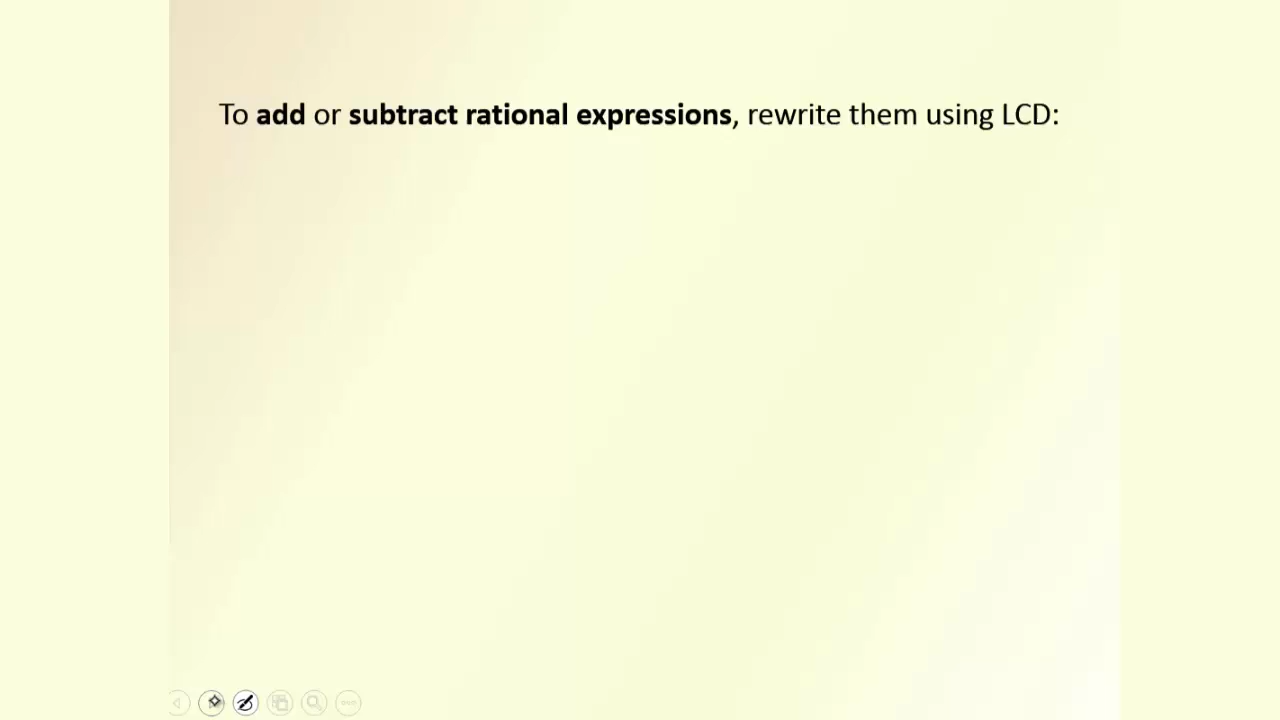 To add or subtract rational expressions, rewrite them using LCD: